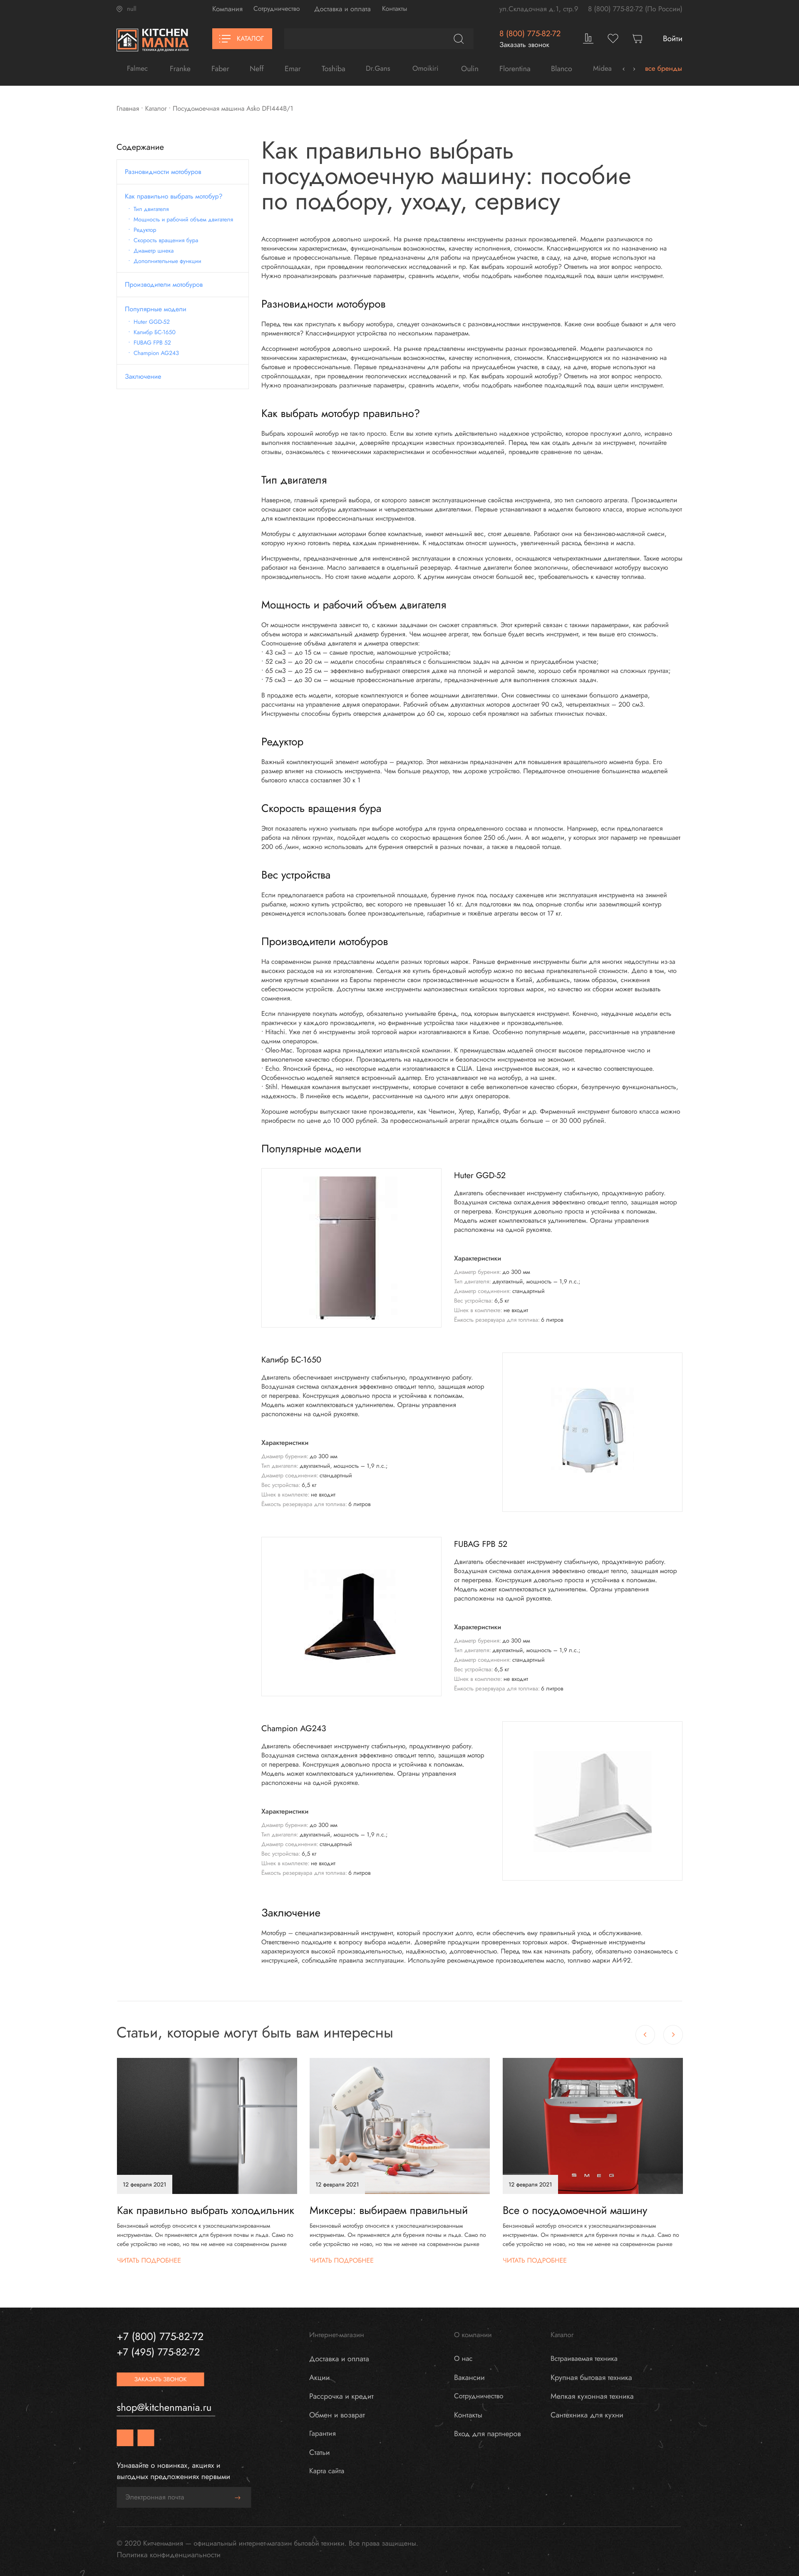 null
Компания Сотрудничество Доставка и оплата Контакты
ул.Складочная д.1, стр.9 8 (800) 775-82-72 (По России)
KITCHEN
MANIA
ТЕХНИКА ДЛЯ ДОМА И КУХНИ
КАТАЛОГ
8 (800) 775-82-72
Заказать звонок
Войти
Falmec Franke Faber Neff Emar Toshiba Dr.Gans Omoikiri Oulin Florentina Blanco Midea ‹ › все бренды
Главная · Каталог · Посудомоечная машина Asko DFI444B/1
Содержание
Разновидности мотобуров
Как правильно выбрать мотобур?
· Тип двигателя
· Мощность и рабочий объем двигателя
· Редуктор
· Скорость вращения бура
· Диаметр шнека
· Дополнительные функции
Производители мотобуров
Популярные модели
· Huter GGD-52
· Калибр БС-1650
· FUBAG FPB 52
· Champion AG243
Заключение
Как правильно выбрать
посудомоечную машину: пособие
по подбору, уходу, сервису
Ассортимент мотобуров довольно широкий. На рынке представлены инструменты разных производителей. Модели различаются по
техническим характеристикам, функциональным возможностям, качеству исполнения, стоимости. Классифицируются их по назначению на
бытовые и профессиональные. Первые предназначены для работы на приусадебном участке, в саду, на даче, вторые используют на
стройплощадках, при проведении геологических исследований и пр. Как выбрать хороший мотобур? Ответить на этот вопрос непросто.
Нужно проанализировать различные параметры, сравнить модели, чтобы подобрать наиболее подходящий под ваши цели инструмент.
Разновидности мотобуров
Перед тем как приступать к выбору мотобура, следует ознакомиться с разновидностями инструментов. Какие они вообще бывают и для чего
применяются? Классифицируют устройства по нескольким параметрам.
Ассортимент мотобуров довольно широкий. На рынке представлены инструменты разных производителей. Модели различаются по
техническим характеристикам, функциональным возможностям, качеству исполнения, стоимости. Классифицируются их по назначению на
бытовые и профессиональные. Первые предназначены для работы на приусадебном участке, в саду, на даче, вторые используют на
стройплощадках, при проведении геологических исследований и пр. Как выбрать хороший мотобур? Ответить на этот вопрос непросто.
Нужно проанализировать различные параметры, сравнить модели, чтобы подобрать наиболее подходящий под ваши цели инструмент.
Как выбрать мотобур правильно?
Выбрать хороший мотобур не так-то просто. Если вы хотите купить действительно надежное устройство, которое прослужит долго, исправно
выполняя поставленные задачи, доверяйте продукции известных производителей. Перед тем как отдать деньги за инструмент, почитайте
отзывы, ознакомьтесь с техническими характеристиками и особенностями моделей, проведите сравнение по ценам.
Тип двигателя
Наверное, главный критерий выбора, от которого зависят эксплуатационные свойства инструмента, это тип силового агрегата. Производители
оснащают свои мотобуры двухтактными и четырехтактными двигателями. Первые устанавливают в моделях бытового класса, вторые используют
для комплектации профессиональных инструментов.
Мотобуры с двухтактными моторами более компактные, имеют меньший вес, стоят дешевле. Работают они на бензиново-масляной смеси,
которую нужно готовить перед каждым применением. К недостаткам относят шумность, увеличенный расход бензина и масла.
Инструменты, предназначенные для интенсивной эксплуатации в сложных условиях, оснащаются четырехтактными двигателями. Такие моторы
работают на бензине. Масло заливается в отдельный резервуар. 4-тактные двигатели более экологичны, обеспечивают мотобуру высокую
производительность. Но стоят такие модели дорого. К другим минусам относят большой вес, требовательность к качеству топлива.
Мощность и рабочий объем двигателя
От мощности инструмента зависит то, с какими задачами он сможет справляться. Этот критерий связан с такими параметрами, как рабочий
объем мотора и максимальный диаметр бурения. Чем мощнее агрегат, тем больше будет весить инструмент, и тем выше его стоимость.
Соотношение объёма двигателя и димотра отверстия:
· 43 см3 – до 15 см – самые простые, маломощные устройства;
· 52 см3 – до 20 см – модели способны справляться с большинством задач на дачном и приусадебном участке;
· 65 см3 – до 25 см – эффективно выбуривают отверстия даже на плотной и мерзлой земле, хорошо себя проявляют на сложных грунтах;
· 75 см3 – до 30 см – мощные профессиональные агрегаты, предназначенные для выполнения сложных задач.
В продаже есть модели, которые комплектуются и более мощными двигателями. Они совместимы со шнеками большого диаметра,
рассчитаны на управление двумя операторами. Рабочий объем двухтактных моторов достигает 90 см3, четырехтактных – 200 см3.
Инструменты способны бурить отверстия диаметром до 60 см, хорошо себя проявляют на забитых глинистых почвах.
Редуктор
Важный комплектующий элемент мотобура – редуктор. Этот механизм предназначен для повышения вращательного момента бура. Его
размер втияет на стоимость инструмента. Чем больше редуктор, тем дороже устройство. Передаточное отношение большинства моделей
бытового класса составляет 30 к 1
Скорость вращения бура
Этот показатель нужно учитывать при выборе мотобура для грунта определенного состава и плотности. Например, если предполагается
работа на лёгких грунтах, подойдет модель со скоростью вращения более 250 об./мин. А вот модели, у которых этот параметр не превышает
200 об./мин, можно использовать для бурения отверстий в разных почвах, а также в ледовой толще.
Вес устройства
Если предполагается работа на строительной площадке, бурение лунок под посадку саженцев или эксплуатация инструмента на зимней
рыбалке, можно купить устройство, вес которого не превышает 16 кг. Для подготовки ям под опорные столбы или заземляющий контур
рекомендуется использовать более производительные, габаритные и тяжёлые агрегаты весом от 17 кг.
Производители мотобуров
На современном рынке представлены модели разных торговых марок. Раньше фирменные инструменты были для многих недоступны из-за
высоких расходов на их изготовление. Сегодня же купить брендовый мотобур можно по весьма привлекательной стоимости. Дело в том, что
многие крупные компании из Европы перенесли свои производственные мощности в Китай, добившись, таким образом, снижения
себестоимости устройств. Доступны также инструменты малоизвестных китайских торговых марок, но качество их сборки может вызывать
сомнения.
Если планируете покупать мотобур, обязательно учитывайте бренд, под которым выпускается инструмент. Конечно, неудачные модели есть
практически у каждого производителя, но фирменные устройства таки надежнее и производительнее.
· Hitachi. Уже лет 6 инструменты этой торговой марки изготавливаются в Китае. Особенно популярные модели, рассчитанные на управление
одним оператором.
· Oleo-Mac. Торговая марка принадлежит итальянской компании. К преимуществам моделей относят высокое передаточное число и
великолепное качество сборки. Производитель на надежности и безопасности инструментов не экономит.
· Echo. Японский бренд, но некоторые модели изготавливаются в США. Цена инструментов высокая, но и качество соответствующее.
Особенностью моделей является встроенный адаптер. Его устанавливают не на мотобур, а на шнек.
· Stihl. Немецкая компания выпускает инструменты, которые сочетают в себе великолепное качество сборки, безупречную функциональность,
надежность. В линейке есть модели, рассчитанные на одного или двух операторов.
Хорошие мотобуры выпускают такие производители, как Чемпион, Хутер, Калибр, Фубаг и др. Фирменный инструмент бытового класса можно
приобрести по цене до 10 000 рублей. За профессиональный агрегат придётся отдать больше – от 30 000 рублей.
Популярные модели
Huter GGD-52
Двигатель обеспечивает инструменту стабильную, продуктивную работу.
Воздушная система охлаждения эффективно отводит тепло, защищая мотор
от перегрева. Конструкция довольно проста и устойчива к поломкам.
Модель может комплектоваться удлинителем. Органы управления
расположены на одной рукоятке.
Характеристики
Диаметр бурения: до 300 мм
Тип двигателя: двухтактный, мощность – 1,9 л.с.;
Диаметр соединения: стандартный
Вес устройства: 6,5 кг
Шнек в комплекте: не входит
Ёмкость резервуара для топлива: 6 литров
Калибр БС-1650
Двигатель обеспечивает инструменту стабильную, продуктивную работу.
Воздушная система охлаждения эффективно отводит тепло, защищая мотор
от перегрева. Конструкция довольно проста и устойчива к поломкам.
Модель может комплектоваться удлинителем. Органы управления
расположены на одной рукоятке.
Характеристики
Диаметр бурения: до 300 мм
Тип двигателя: двухтактный, мощность – 1,9 л.с.;
Диаметр соединения: стандартный
Вес устройства: 6,5 кг
Шнек в комплекте: не входит
Ёмкость резервуара для топлива: 6 литров
FUBAG FPB 52
Двигатель обеспечивает инструменту стабильную, продуктивную работу.
Воздушная система охлаждения эффективно отводит тепло, защищая мотор
от перегрева. Конструкция довольно проста и устойчива к поломкам.
Модель может комплектоваться удлинителем. Органы управления
расположены на одной рукоятке.
Характеристики
Диаметр бурения: до 300 мм
Тип двигателя: двухтактный, мощность – 1,9 л.с.;
Диаметр соединения: стандартный
Вес устройства: 6,5 кг
Шнек в комплекте: не входит
Ёмкость резервуара для топлива: 6 литров
Champion AG243
Двигатель обеспечивает инструменту стабильную, продуктивную работу.
Воздушная система охлаждения эффективно отводит тепло, защищая мотор
от перегрева. Конструкция довольно проста и устойчива к поломкам.
Модель может комплектоваться удлинителем. Органы управления
расположены на одной рукоятке.
Характеристики
Диаметр бурения: до 300 мм
Тип двигателя: двухтактный, мощность – 1,9 л.с.;
Диаметр соединения: стандартный
Вес устройства: 6,5 кг
Шнек в комплекте: не входит
Ёмкость резервуара для топлива: 6 литров
Заключение
Мотобур – специализированный инструмент, который прослужит долго, если обеспечить ему правильный уход и обслуживание.
Ответственно подходите к вопросу выбора модели. Доверяйте продукции проверенных торговых марок. Фирменные инструменты
характеризуются высокой производительностью, надёжностью, долговечностью. Перед тем как начинать работу, обязательно ознакомьтесь с
инструкцией, соблюдайте правила эксплуатации. Используйте рекомендованное производителем масло, топливо марки АИ-92.
Статьи, которые могут быть вам интересны
SMEG
12 февраля 2021
12 февраля 2021
12 февраля 2021
Как правильно выбрать холодильник
Бензиновый мотобур относится к узкоспециализированным
инструментам. Он применяется для бурения почвы и льда. Само по
себе устройство не ново, но тем не менее на современном рынке
ЧИТАТЬ ПОДРОБНЕЕ
Миксеры: выбираем правильный
Бензиновый мотобур относится к узкоспециализированным
инструментам. Он применяется для бурения почвы и льда. Само по
себе устройство не ново, но тем не менее на современном рынке
ЧИТАТЬ ПОДРОБНЕЕ
Все о посудомоечной машину
Бензиновый мотобур относится к узкоспециализированным
инструментам. Он применяется для бурения почвы и льда. Само по
себе устройство не ново, но тем не менее на современном рынке
ЧИТАТЬ ПОДРОБНЕЕ
+7 (800) 775-82-72
+7 (495) 775-82-72
ЗАКАЗАТЬ ЗВОНОК
shop@kitchenmania.ru
Узнавайте о новинках, акциях и
выгодных предложениях первыми
Электронная почта
Интернет-магазин
Доставка и оплата
Акции
Рассрочка и кредит
Обмен и возврат
Гарантия
Статьи
Карта сайта
О компании
О нас
Вакансии
Сотрудничество
Контакты
Вход для партнеров
Каталог
Встраиваемая техника
Крупная бытовая техника
Мелкая кухонная техника
Сантехника для кухни
© 2020 Китченмания — официальный интернет-магазин бытовой техники. Все права защищены.
Политика конфиденциальности